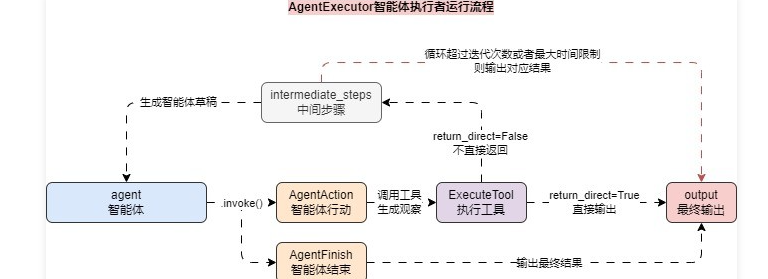 AgentExecutor智能体执行者运行流程
循环超过迭代次数或者最大时间限制
则输出对应结果
intermediate_steps
中间步骤
生成智能体草稿
return_direct=False
不直接返回
agent
智能体
.invoke()
AgentAction
智能体行动
调用工具
生成观察
ExecuteTool
执行工具
return_direct=True
直接输出
output
最终输出
AgentFinish
智能体结束
输出最终结果